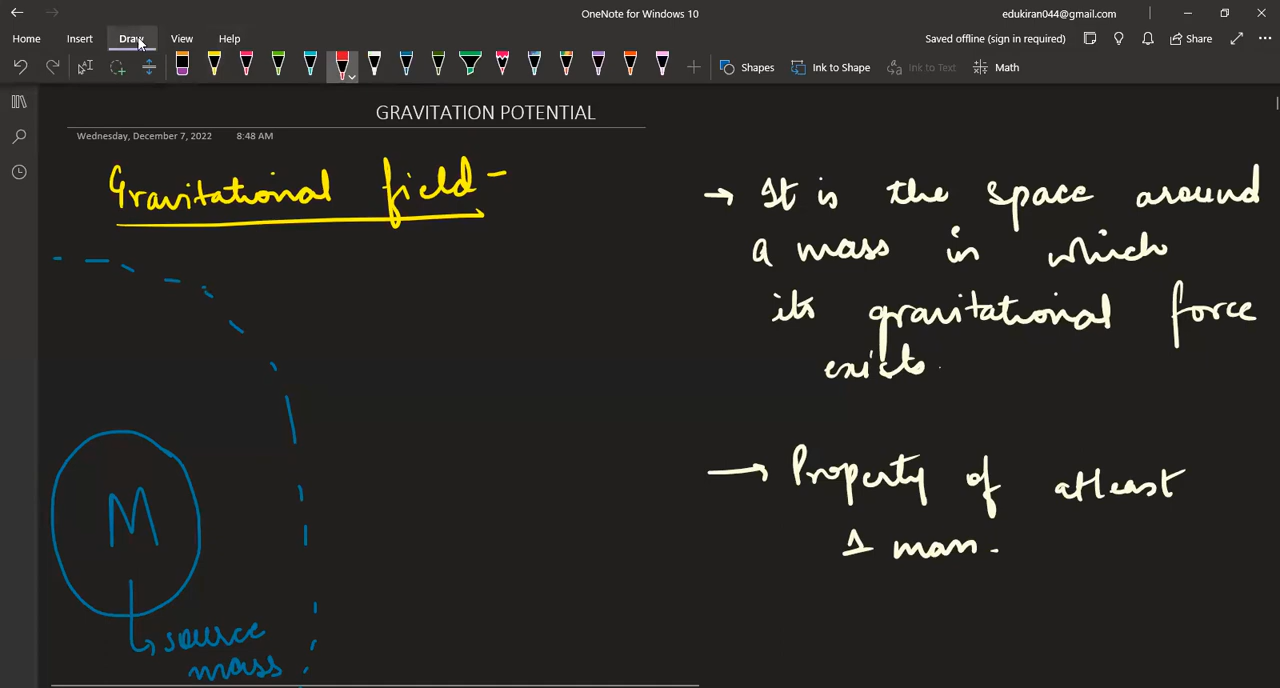 OneNote for Windows 10
edukiran044@gmail.com
Home Insert Draw View Help
Saved offline (sign in required) Share
Shapes Ink to Shape Ink to Text Math
GRAVITATION POTENTIAL
Wednesday, December 7, 2022 8:48 AM
Gravitational field -
→ It is the space around
a mass in which
its gravitational force
exists.
→ Property of atleast
1 mass.
M
source
mass